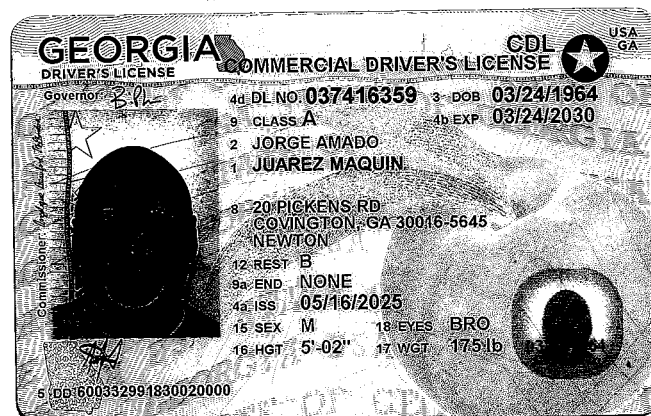 GEORGIA
DRIVER'S LICENSE
COMMERCIAL DRIVER'S LICENSE
CDL
USA
GA
Governor:
4d DL NO. 037416359 3 DOB 03/24/1964
9 CLASS A 4b EXP 03/24/2030
2 JORGE AMADO
1 JUAREZ MAQUIN
8 20 PICKENS RD
COVINGTON, GA 30016-5645
NEWTON
12 REST B
9a END NONE
4a ISS 05/16/2025
15 SEX M 18 EYES BRO
16 HGT 5'-02" 17 WGT 175 lb
Commissioner:
5 DD 600332991830020000